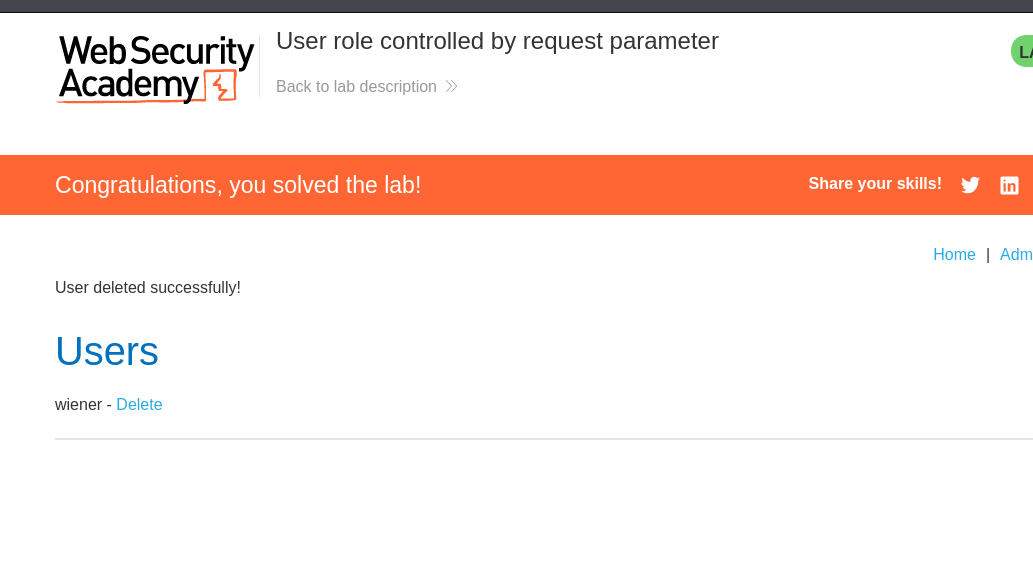 Web Security
Academy
User role controlled by request parameter
Back to lab description
Congratulations, you solved the lab!
Share your skills!
Home | Adm
User deleted successfully!
Users
wiener - Delete